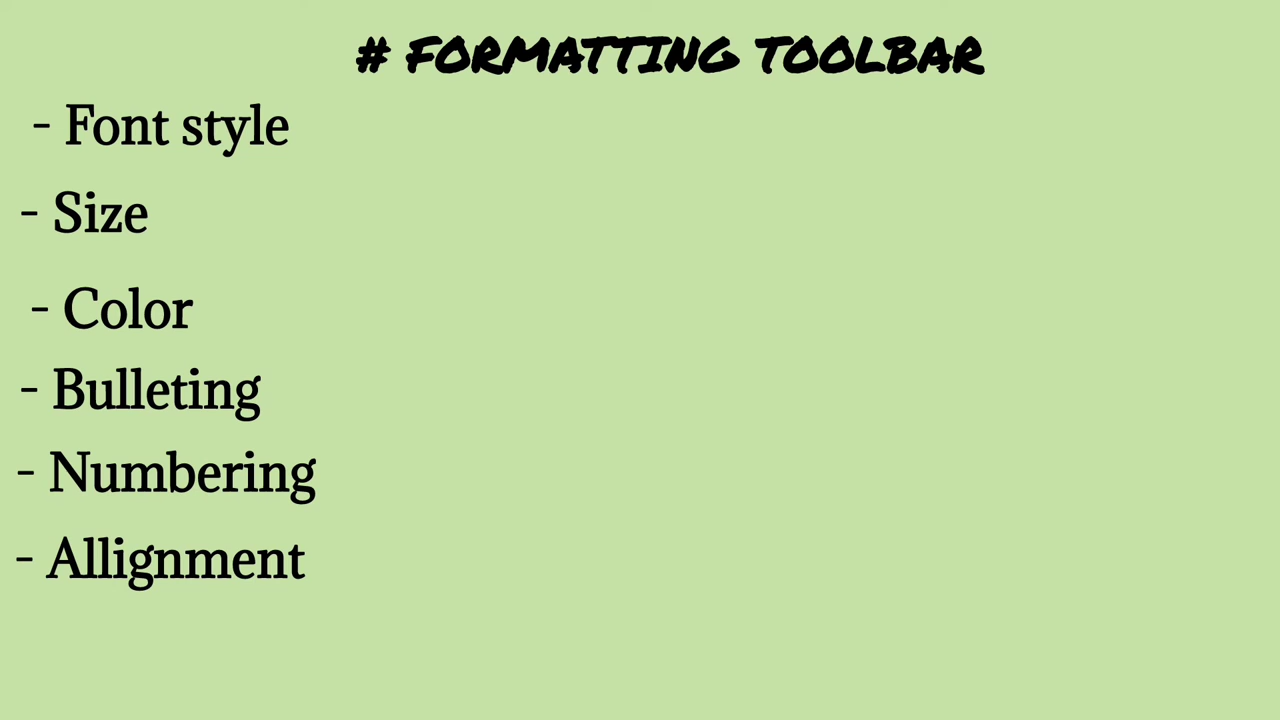 # FORMATTING TOOLBAR
- Font style
- Size
- Color
- Bulleting
- Numbering
- Allignment